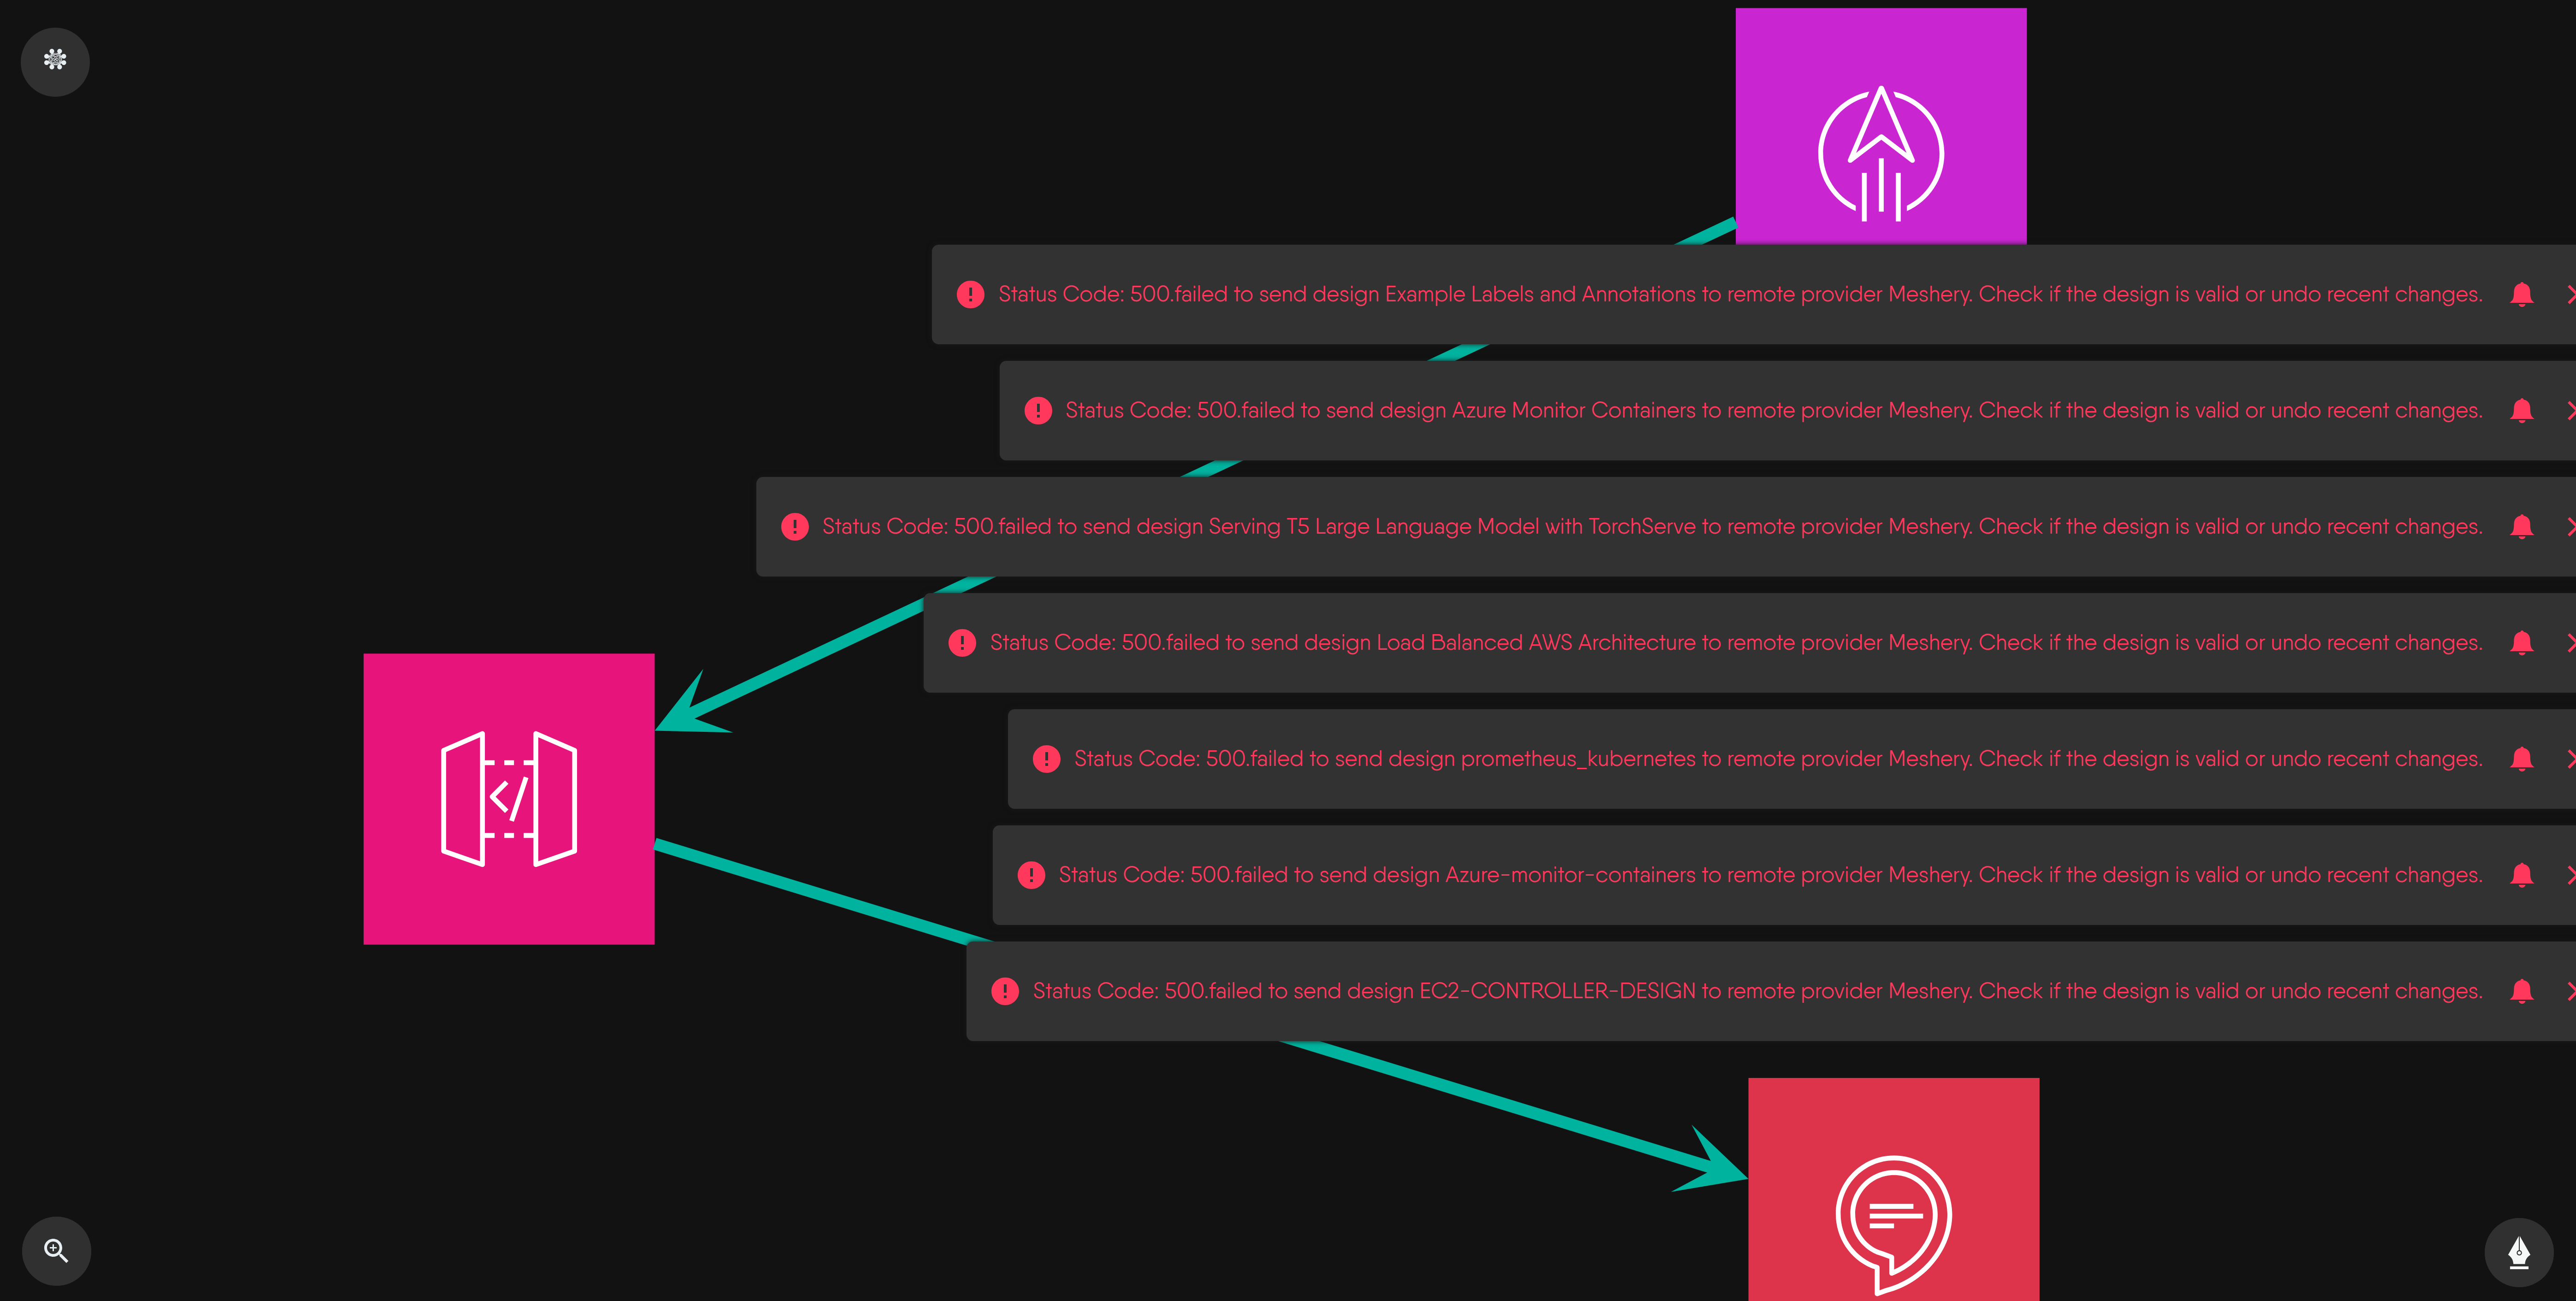 Status Code: 500.failed to send design Example Labels and Annotations to remote provider Meshery. Check if the design is valid or undo recent changes.
Status Code: 500.failed to send design Azure Monitor Containers to remote provider Meshery. Check if the design is valid or undo recent changes.
Status Code: 500.failed to send design Serving T5 Large Language Model with TorchServe to remote provider Meshery. Check if the design is valid or undo recent changes.
Status Code: 500.failed to send design Load Balanced AWS Architecture to remote provider Meshery. Check if the design is valid or undo recent changes.
Status Code: 500.failed to send design prometheus_kubernetes to remote provider Meshery. Check if the design is valid or undo recent changes.
Status Code: 500.failed to send design Azure-monitor-containers to remote provider Meshery. Check if the design is valid or undo recent changes.
Status Code: 500.failed to send design EC2-CONTROLLER-DESIGN to remote provider Meshery. Check if the design is valid or undo recent changes.